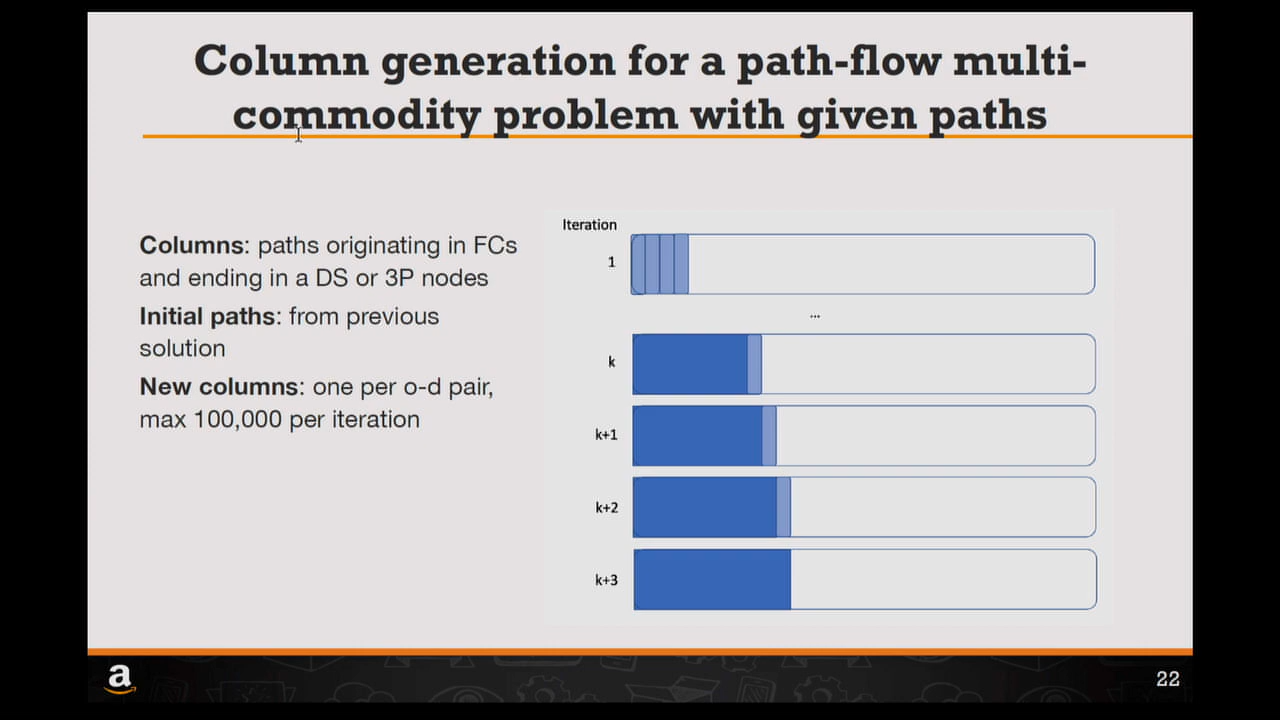 Column generation for a path-flow multi-
commodity problem with given paths
Columns: paths originating in FCs
and ending in a DS or 3P nodes
Initial paths: from previous
solution
New columns: one per o-d pair,
max 100,000 per iteration
Iteration
1
...
k
k+1
k+2
k+3
a
22